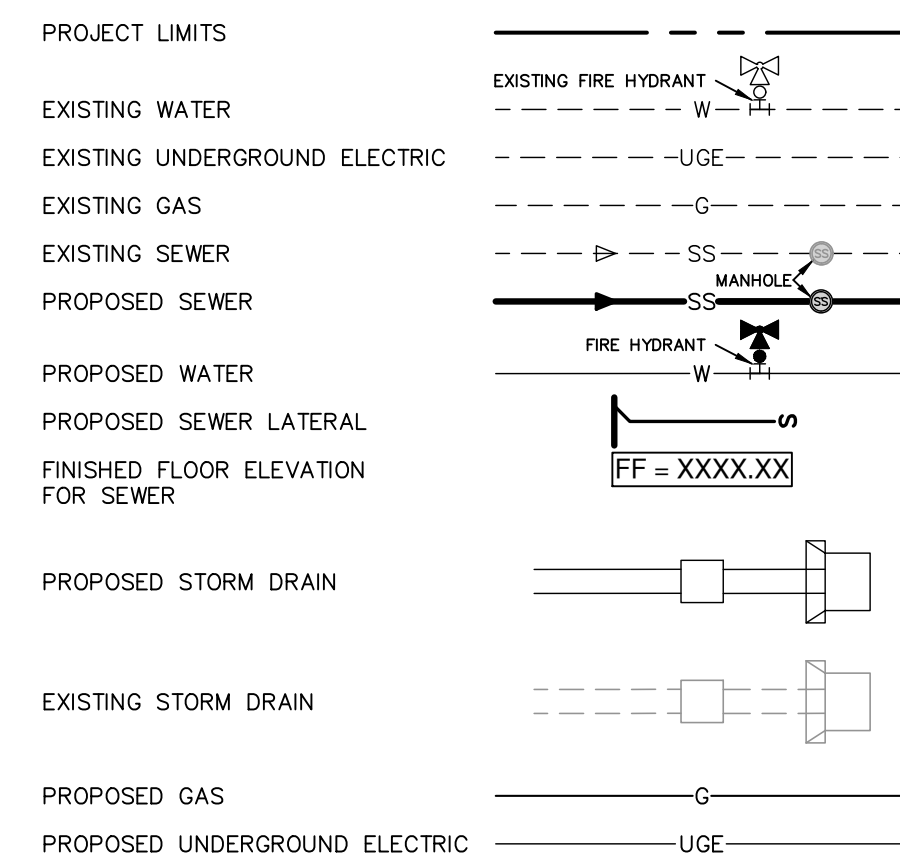 PROJECT LIMITS
EXISTING FIRE HYDRANT
EXISTING WATER W
EXISTING UNDERGROUND ELECTRIC UGE
EXISTING GAS G
EXISTING SEWER SS SS
MANHOLE
PROPOSED SEWER SS SS
FIRE HYDRANT
PROPOSED WATER W
PROPOSED SEWER LATERAL S
FINISHED FLOOR ELEVATION FF = XXXX.XX
FOR SEWER
PROPOSED STORM DRAIN
EXISTING STORM DRAIN
PROPOSED GAS G
PROPOSED UNDERGROUND ELECTRIC UGE